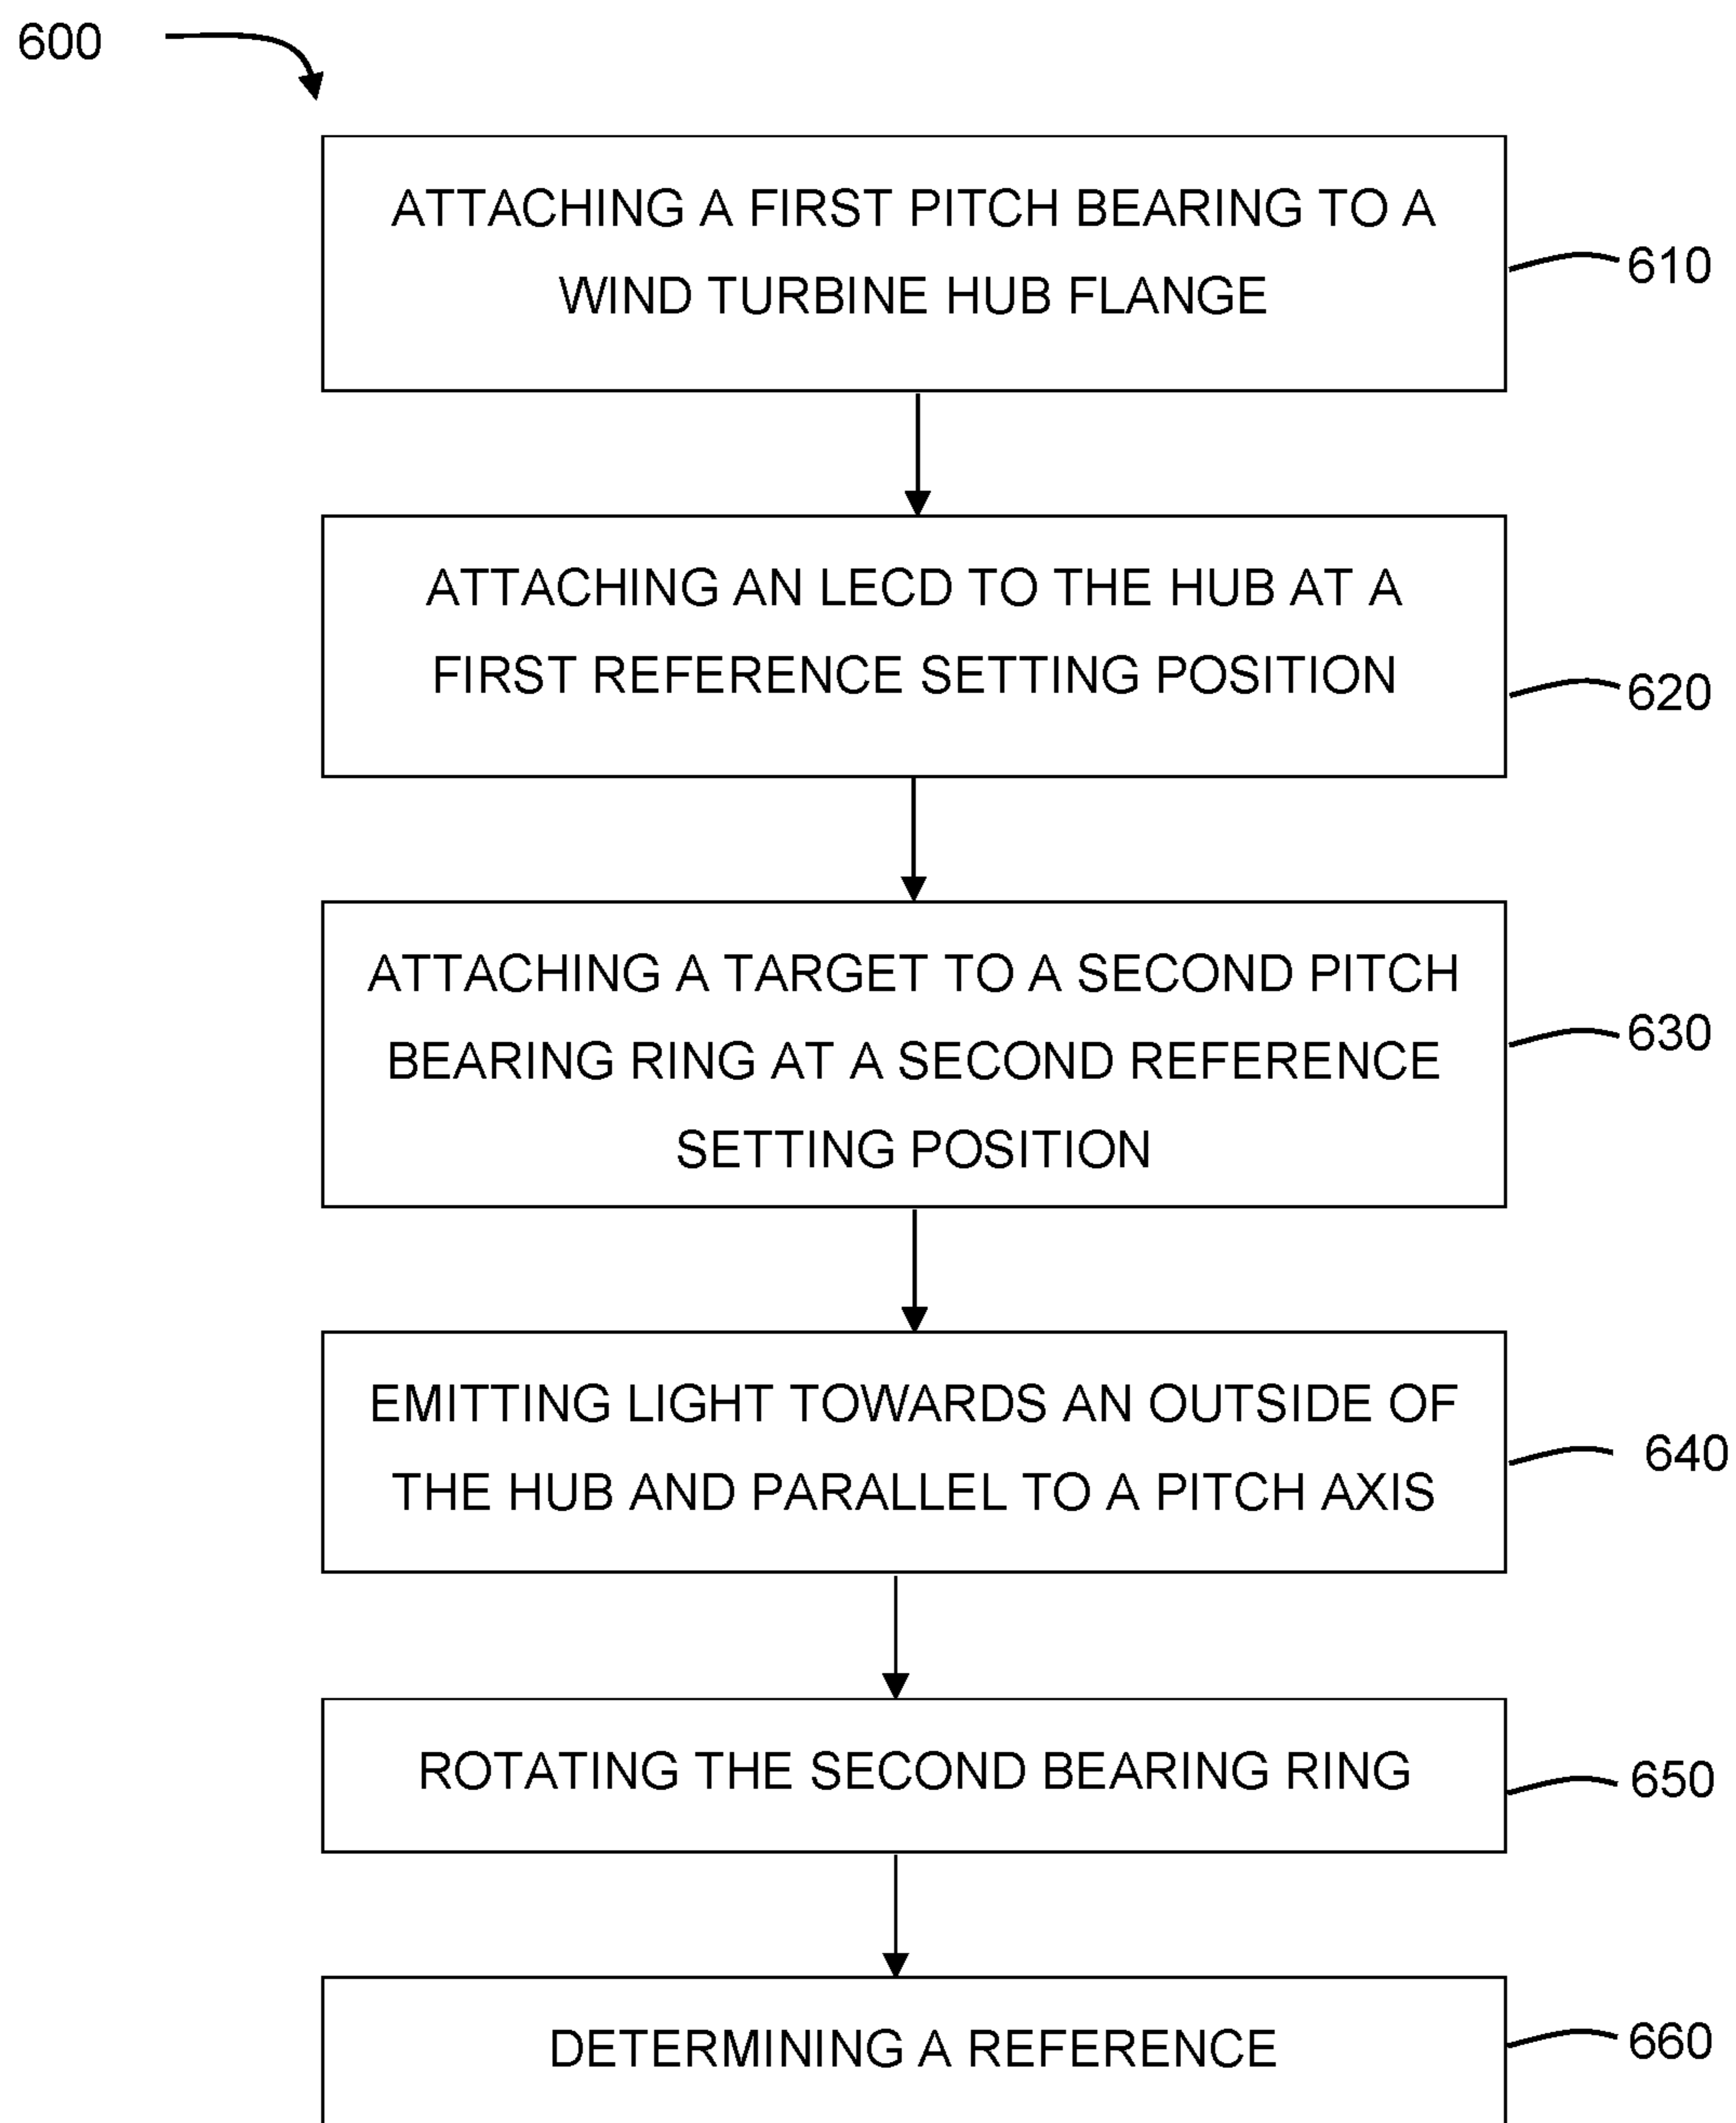 600
ATTACHING A FIRST PITCH BEARING TO A
WIND TURBINE HUB FLANGE
610
ATTACHING AN LECD TO THE HUB AT A
FIRST REFERENCE SETTING POSITION
620
ATTACHING A TARGET TO A SECOND PITCH
BEARING RING AT A SECOND REFERENCE
SETTING POSITION
630
EMITTING LIGHT TOWARDS AN OUTSIDE OF
THE HUB AND PARALLEL TO A PITCH AXIS
640
ROTATING THE SECOND BEARING RING
650
DETERMINING A REFERENCE
660